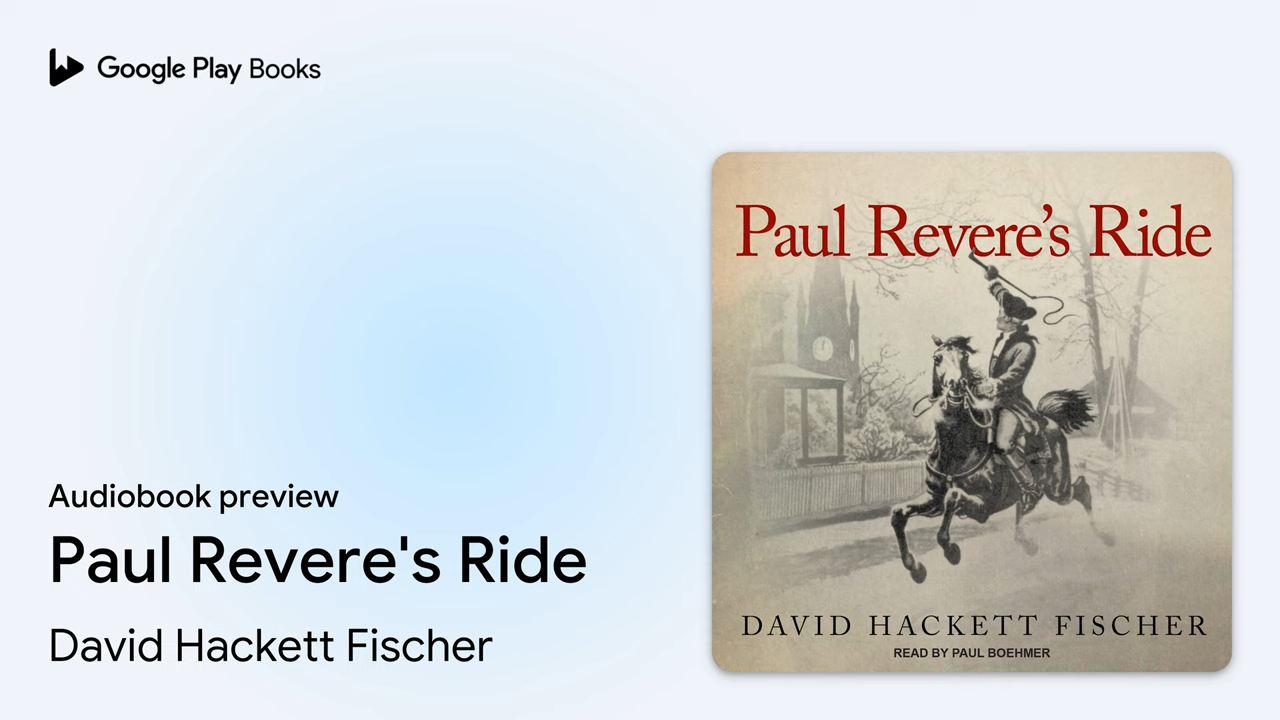 Google Play Books
Audiobook preview
Paul Revere's Ride
David Hackett Fischer
Paul Revere’s Ride
DAVID HACKETT FISCHER
READ BY PAUL BOEHMER